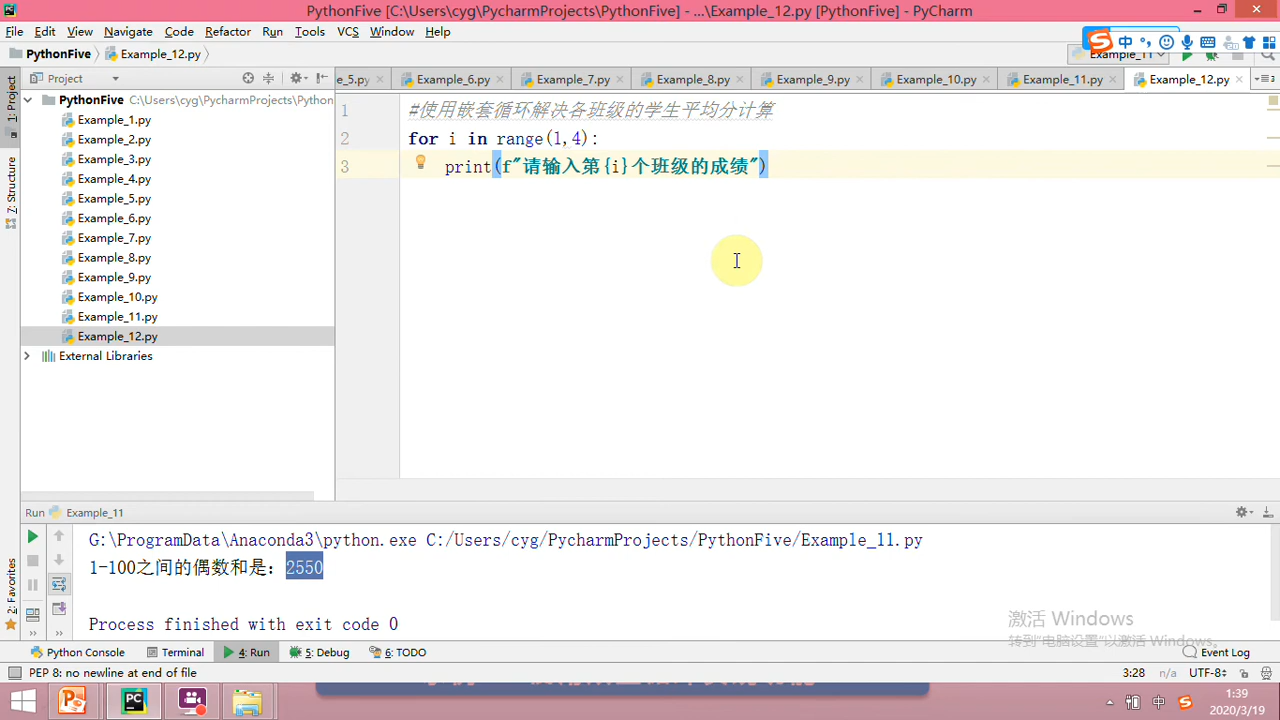 PythonFive [C:\Users\cyg\PycharmProjects\PythonFive] - ...\Example_12.py [PythonFive] - PyCharm
File Edit View Navigate Code Refactor Run Tools VCS Window Help
中
PythonFive Example_12.py
Example_11
1: Project
Project
e_5.py Example_6.py Example_7.py Example_8.py Example_9.py Example_10.py Example_11.py Example_12.py
PythonFive C:\Users\cyg\PycharmProjects\Python
Example_1.py
Example_2.py
Example_3.py
Example_4.py
Example_5.py
Example_6.py
Example_7.py
Example_8.py
Example_9.py
Example_10.py
Example_11.py
Example_12.py
External Libraries
7: Structure
1 #使用嵌套循环解决各班级的学生平均分计算
2 for i in range(1,4):
3 print(f"请输入第{i}个班级的成绩")
Run Example_11
G:\ProgramData\Anaconda3\python.exe C:/Users/cyg/PycharmProjects/PythonFive/Example_11.py
1-100之间的偶数和是：2550
Process finished with exit code 0
2: Favorites
激活 Windows
转到"电脑设置"以激活 Windows。
Python Console Terminal 4: Run 5: Debug 6: TODO Event Log
PEP 8: no newline at end of file 3:28 n/a UTF-8
中
1:39
2020/3/19